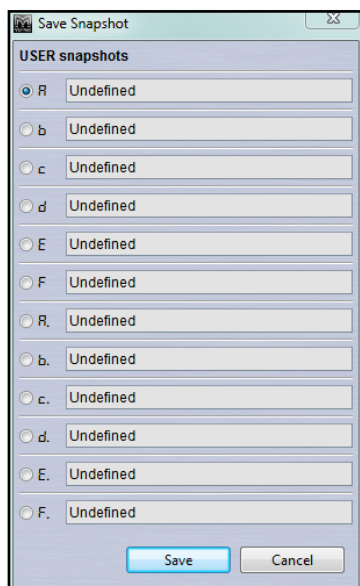 Save Snapshot
USER snapshots
A Undefined
b Undefined
c Undefined
d Undefined
E Undefined
F Undefined
A. Undefined
b. Undefined
c. Undefined
d. Undefined
E. Undefined
F. Undefined
Save Cancel